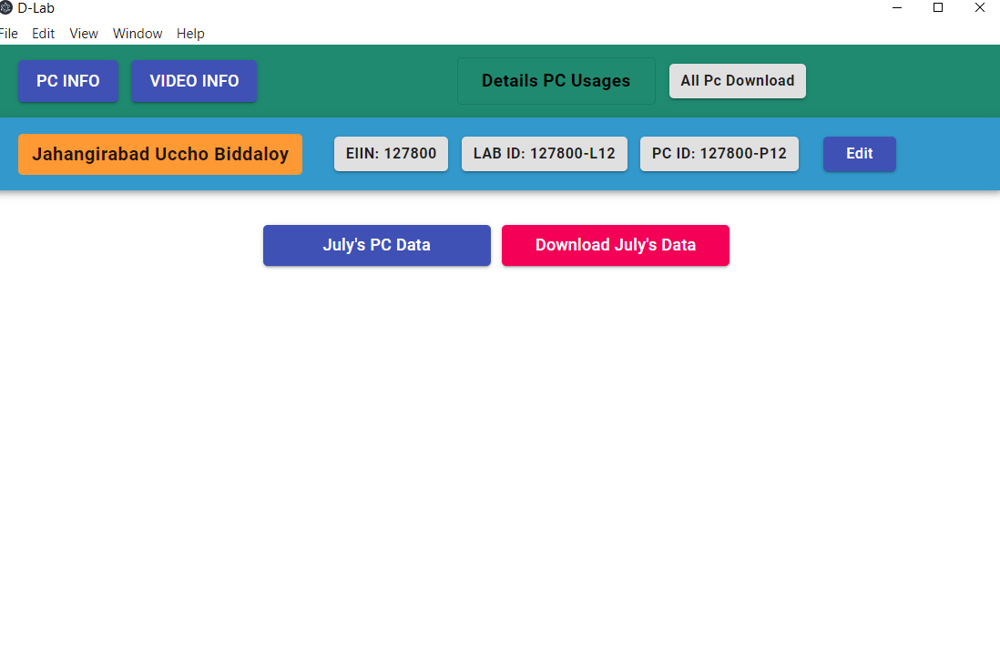 D-Lab
File Edit View Window Help
PC INFO VIDEO INFO Details PC Usages All Pc Download
Jahangirabad Uccho Biddaloy EIIN: 127800 LAB ID: 127800-L12 PC ID: 127800-P12 Edit
July's PC Data Download July's Data